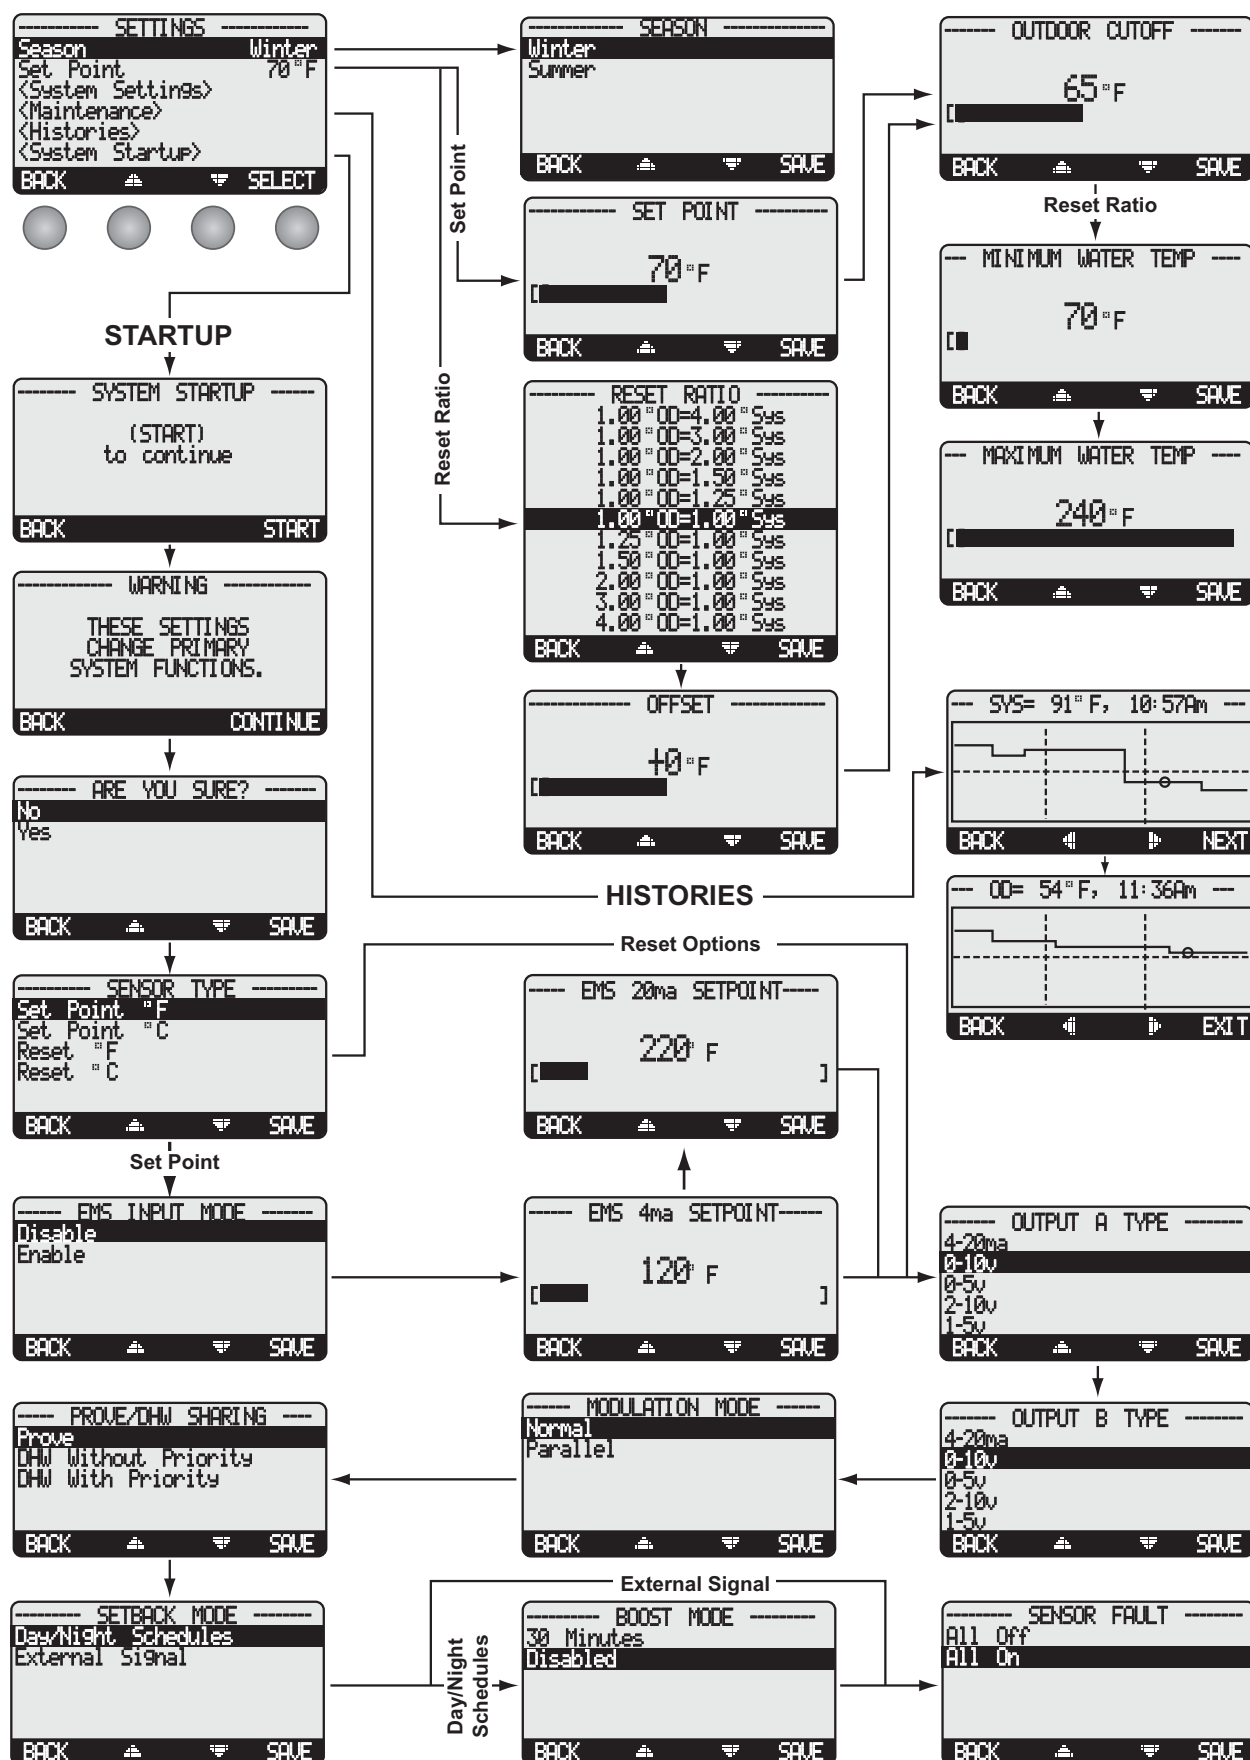 SETTINGS
Season Winter
Set Point 70°F
<System Settings>
<Maintenance>
<Histories>
<System Startup>
BACK SELECT
SEASON
Winter
Summer
BACK SAVE
OUTDOOR CUTOFF
65°F
BACK SAVE
Set Point
Reset Ratio
SET POINT
70°F
BACK SAVE
MINIMUM WATER TEMP
70°F
BACK SAVE
STARTUP
SYSTEM STARTUP
(START)
to continue
BACK START
Reset Ratio
RESET RATIO
1.00°OD=4.00°Sys
1.00°OD=3.00°Sys
1.00°OD=2.00°Sys
1.00°OD=1.50°Sys
1.00°OD=1.25°Sys
1.00°OD=1.00°Sys
1.25°OD=1.00°Sys
1.50°OD=1.00°Sys
2.00°OD=1.00°Sys
3.00°OD=1.00°Sys
4.00°OD=1.00°Sys
BACK SAVE
MAXIMUM WATER TEMP
240°F
BACK SAVE
WARNING
THESE SETTINGS
CHANGE PRIMARY
SYSTEM FUNCTIONS.
BACK CONTINUE
OFFSET
+0°F
BACK SAVE
SYS= 91°F, 10:57Am
BACK NEXT
ARE YOU SURE?
No
Yes
BACK SAVE
HISTORIES
OD= 54°F, 11:36Am
BACK EXIT
Reset Options
SENSOR TYPE
Set Point °F
Set Point °C
Reset °F
Reset °C
BACK SAVE
EMS 20ma SETPOINT
220° F
BACK SAVE
Set Point
EMS INPUT MODE
Disable
Enable
BACK SAVE
EMS 4ma SETPOINT
120° F
BACK SAVE
OUTPUT A TYPE
4-20ma
0-10v
0-5v
2-10v
1-5v
BACK SAVE
PROVE/DHW SHARING
Prove
DHW Without Priority
DHW With Priority
BACK SAVE
MODULATION MODE
Normal
Parallel
BACK SAVE
OUTPUT B TYPE
4-20ma
0-10v
0-5v
2-10v
1-5v
BACK SAVE
External Signal
SETBACK MODE
Day/Night Schedules
External Signal
BACK SAVE
Day/Night
Schedules
BOOST MODE
30 Minutes
Disabled
BACK SAVE
SENSOR FAULT
All Off
All On
BACK SAVE